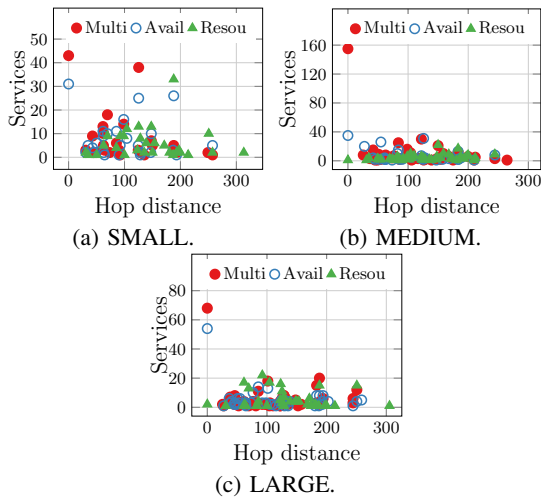 Multi Avail Resou
Services
50
40
30
20
10
0
0 100 200 300
Hop distance
(a) SMALL.
Multi Avail Resou
Services
160
120
80
40
0
0 100 200 300
Hop distance
(b) MEDIUM.
Multi Avail Resou
Services
80
60
40
20
0
0 100 200 300
Hop distance
(c) LARGE.